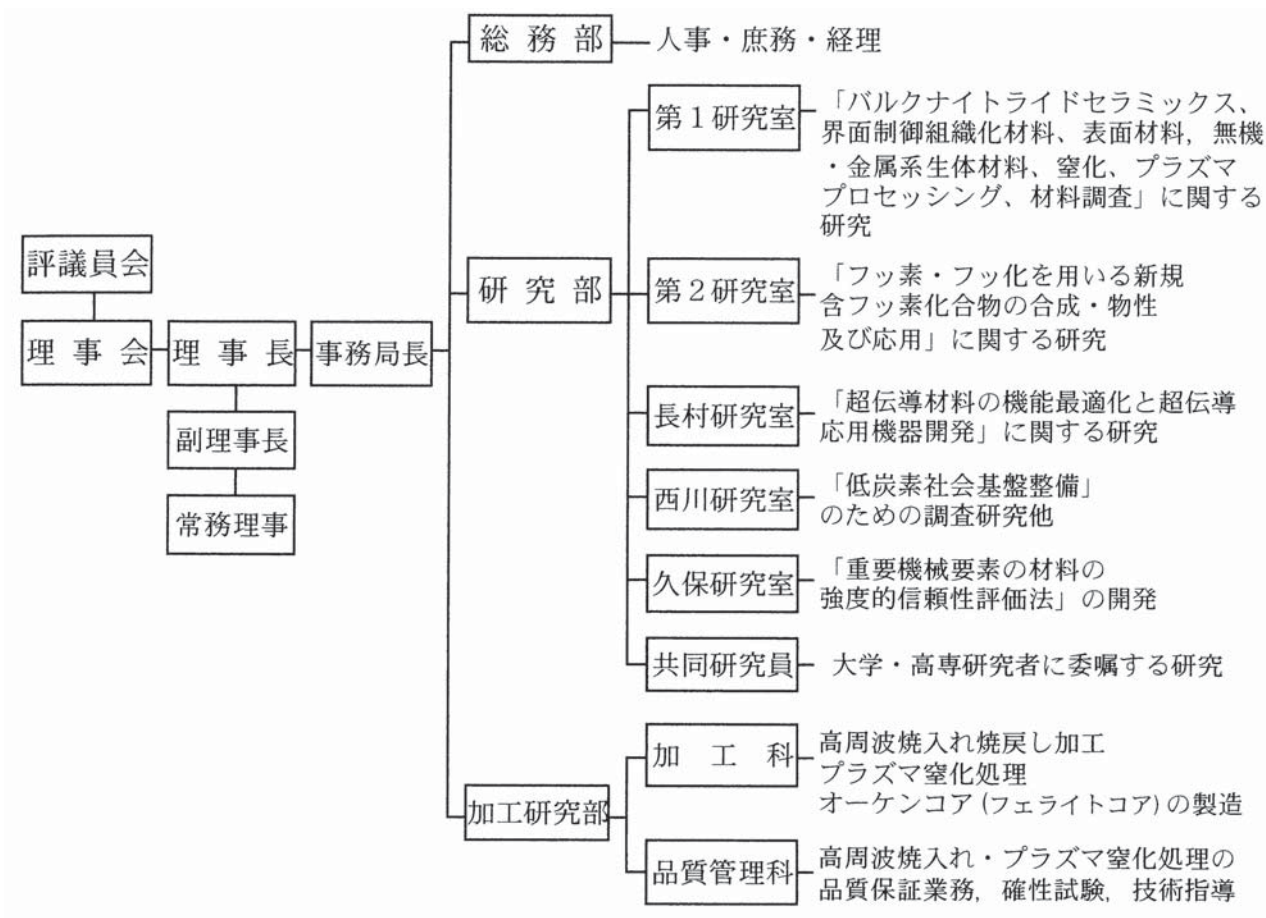 評議員会
理事会
理事長
副理事長
常務理事
事務局長
総務部
人事・庶務・経理
研究部
第1研究室
「バルクナイトライドセラミックス、
界面制御組織化材料、表面材料, 無機
・金属系生体材料、窒化、プラズマ
プロセッシング、材料調査」に関する
研究
第2研究室
「フッ素・フッ化を用いる新規
含フッ素化合物の合成・物性
及び応用」に関する研究
長村研究室
「超伝導材料の機能最適化と超伝導
応用機器開発」に関する研究
西川研究室
「低炭素社会基盤整備」
のための調査研究他
久保研究室
「重要機械要素の材料の
強度的信頼性評価法」の開発
共同研究員
大学・高専研究者に委嘱する研究
加工研究部
加工科
高周波焼入れ焼戻し加工
プラズマ窒化処理
オーケンコア(フェライトコア)の製造
品質管理科
高周波焼入れ・プラズマ窒化処理の
品質保証業務, 確性試験, 技術指導